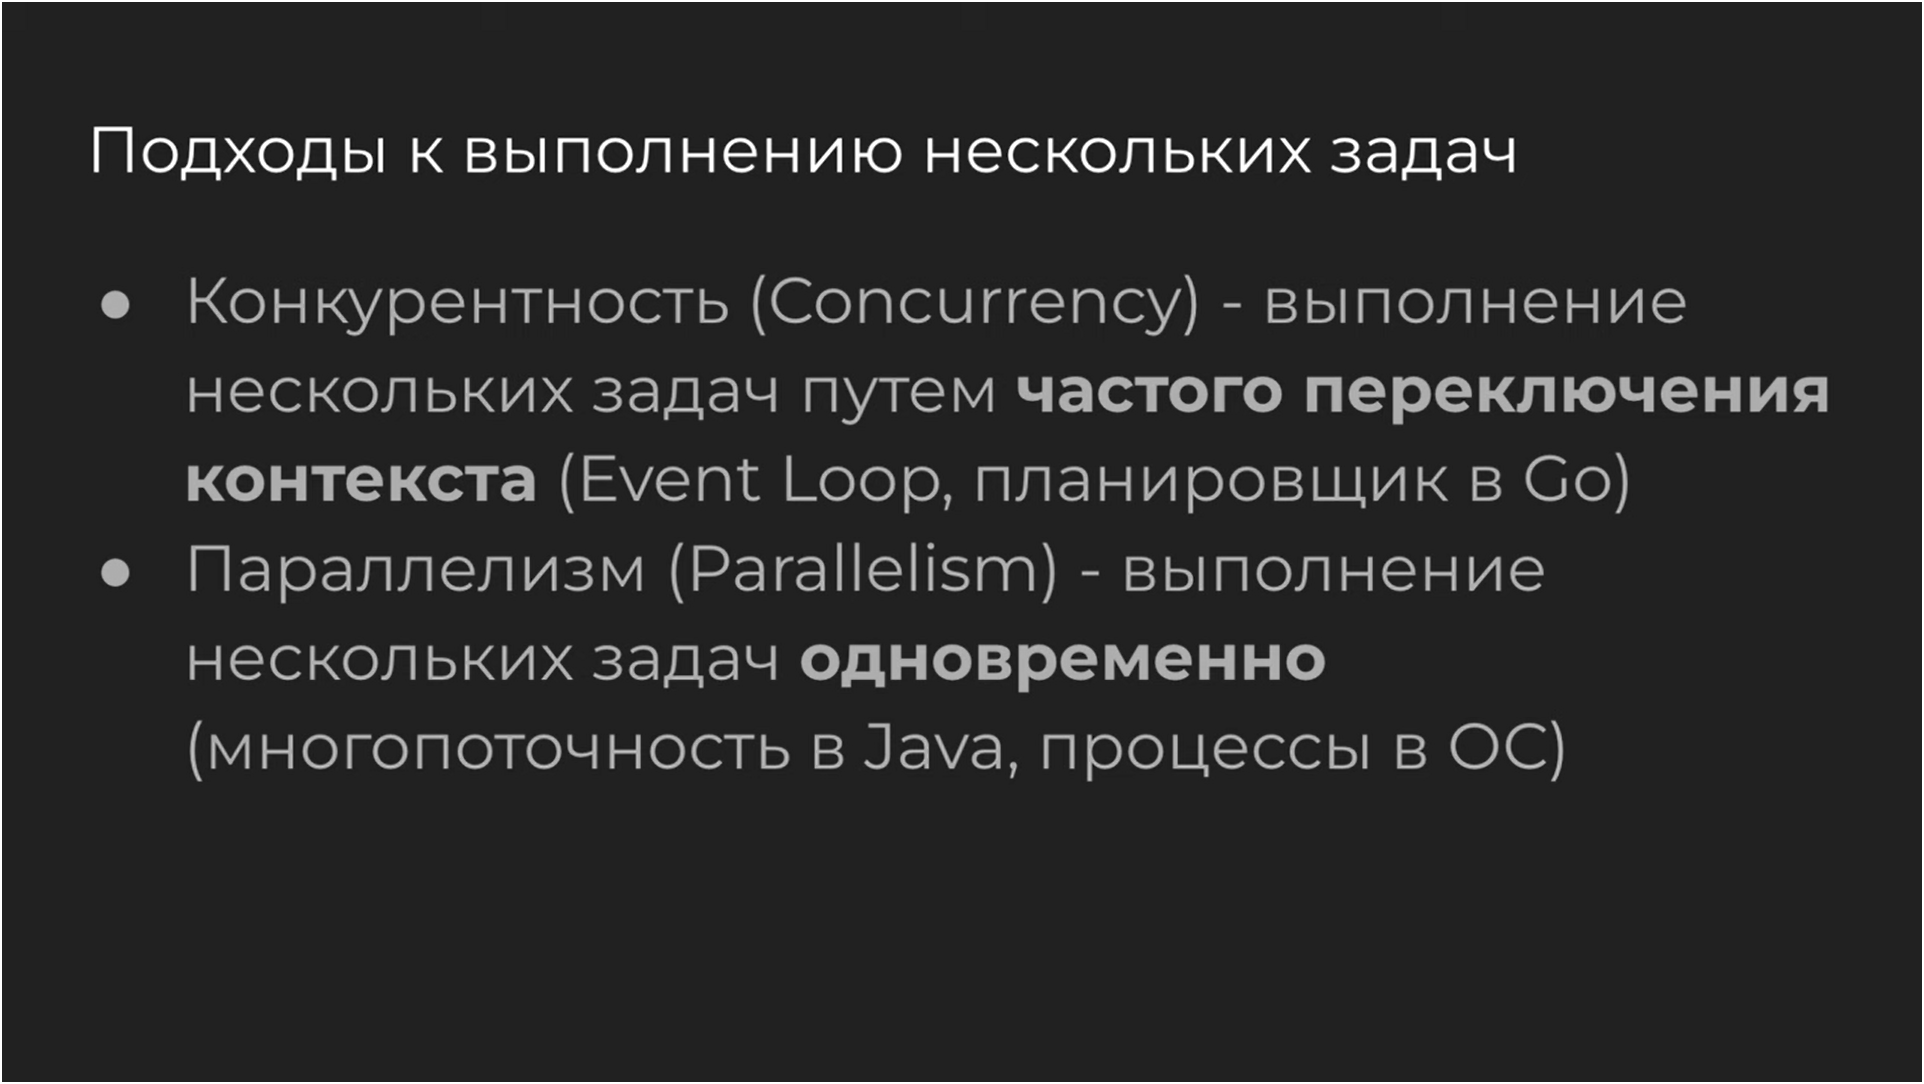 Подходы к выполнению нескольких задач
● Конкурентность (Concurrency) - выполнение
нескольких задач путем частого переключения
контекста (Event Loop, планировщик в Go)
● Параллелизм (Parallelism) - выполнение
нескольких задач одновременно
(многопоточность в Java, процессы в ОС)